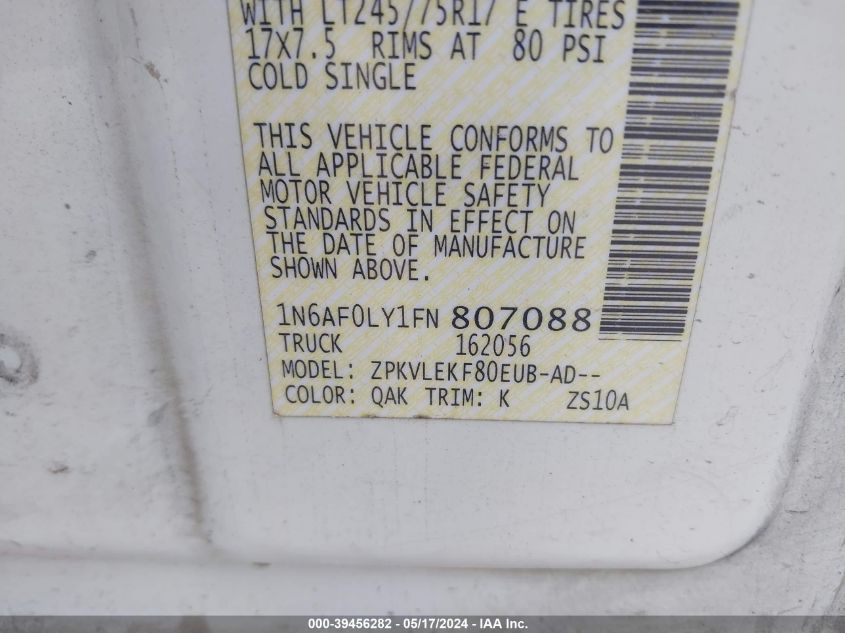 WITH LT245/75R17 E TIRES
17X7.5 RIMS AT 80 PSI
COLD SINGLE
THIS VEHICLE CONFORMS TO
ALL APPLICABLE FEDERAL
MOTOR VEHICLE SAFETY
STANDARDS IN EFFECT ON
THE DATE OF MANUFACTURE
SHOWN ABOVE.
1N6AF0LY1FN 807088
TRUCK 162056
MODEL: ZPKVLEKF80EUB-AD--
COLOR: QAK TRIM: K ZS10A
000-39456282 - 05/17/2024 - IAA Inc.